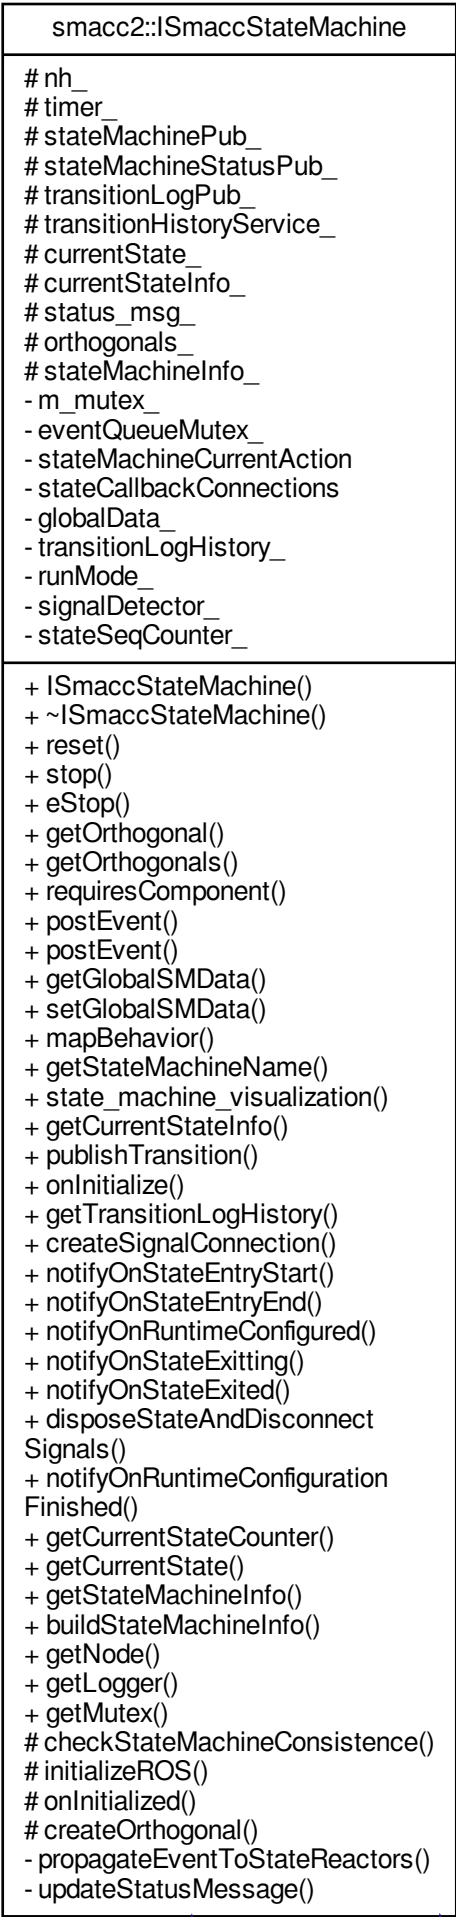 smacc2::ISmaccStateMachine
# nh_
# timer_
# stateMachinePub_
# stateMachineStatusPub_
# transitionLogPub_
# transitionHistoryService_
# currentState_
# currentStateInfo_
# status_msg_
# orthogonals_
# stateMachineInfo_
- m_mutex_
- eventQueueMutex_
- stateMachineCurrentAction
- stateCallbackConnections
- globalData_
- transitionLogHistory_
- runMode_
- signalDetector_
- stateSeqCounter_
+ ISmaccStateMachine()
+ ~ISmaccStateMachine()
+ reset()
+ stop()
+ eStop()
+ getOrthogonal()
+ getOrthogonals()
+ requiresComponent()
+ postEvent()
+ postEvent()
+ getGlobalSMData()
+ setGlobalSMData()
+ mapBehavior()
+ getStateMachineName()
+ state_machine_visualization()
+ getCurrentStateInfo()
+ publishTransition()
+ onInitialize()
+ getTransitionLogHistory()
+ createSignalConnection()
+ notifyOnStateEntryStart()
+ notifyOnStateEntryEnd()
+ notifyOnRuntimeConfigured()
+ notifyOnStateExitting()
+ notifyOnStateExited()
+ disposeStateAndDisconnect
Signals()
+ notifyOnRuntimeConfiguration
Finished()
+ getCurrentStateCounter()
+ getCurrentState()
+ getStateMachineInfo()
+ buildStateMachineInfo()
+ getNode()
+ getLogger()
+ getMutex()
# checkStateMachineConsistence()
# initializeROS()
# onInitialized()
# createOrthogonal()
- propagateEventToStateReactors()
- updateStatusMessage()